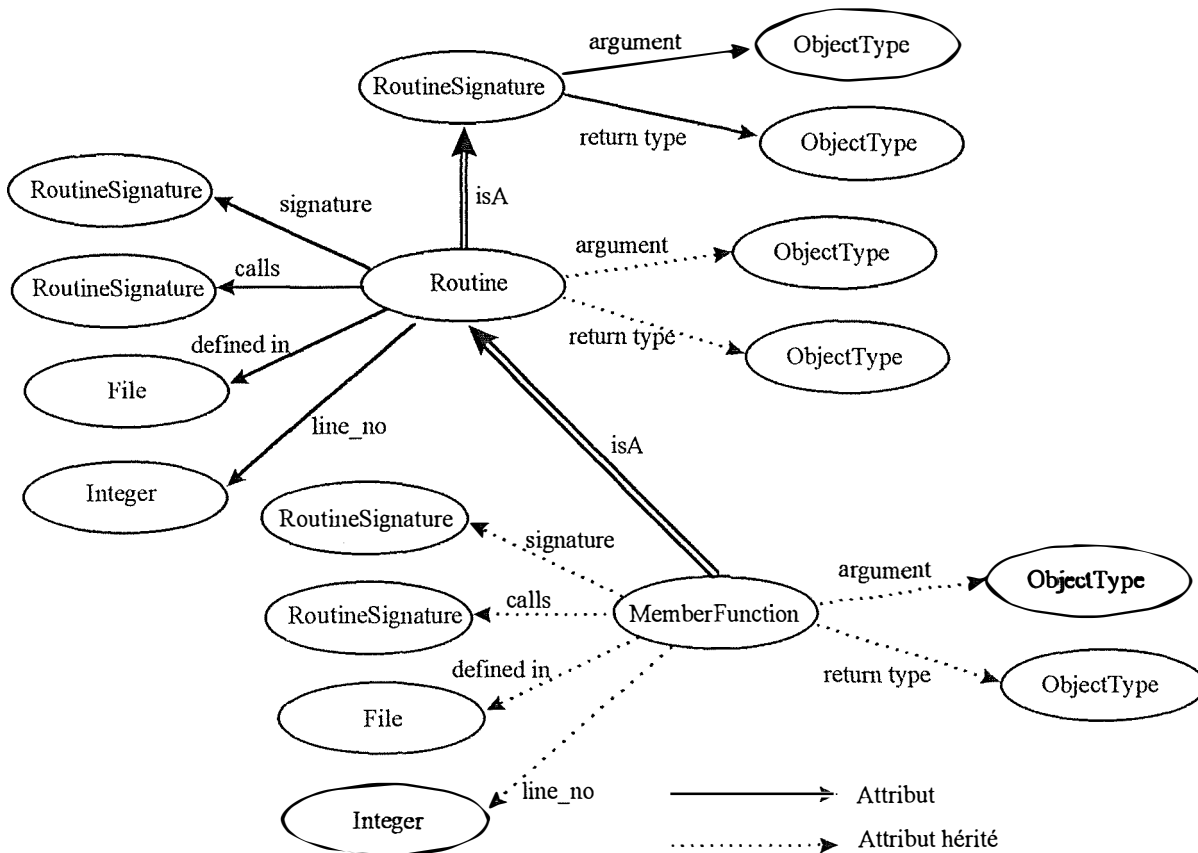 argument
ObjectType
RoutineSignature
return type
ObjectType
RoutineSignature
signature
isA
argument
ObjectType
calls
RoutineSignature
Routine
defined in
return type
ObjectType
File
line_no
isA
Integer
RoutineSignature
signature
argument
ObjectType
calls
RoutineSignature
MemberFunction
defined in
return type
ObjectType
File
line_no
Integer
Attribut
Attribut hérité